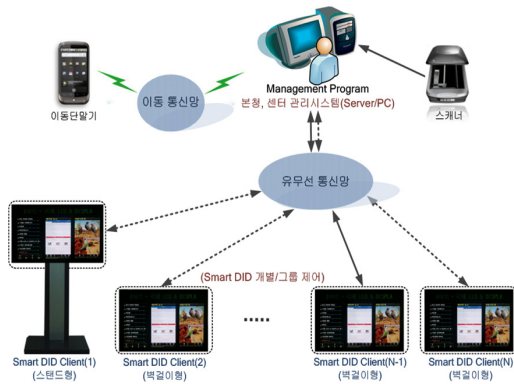 Management Program
본청, 센터 관리시스템(Server/PC)
이동단말기
이동 통신망
스캐너
유무선 통신망
(Smart DID 개별/그룹 제어)
.....
Smart DID Client(1)
(스탠드형)
Smart DID Client(2)
(벽걸이형)
Smart DID Client(N-1)
(벽걸이형)
Smart DID Client(N)
(벽걸이형)